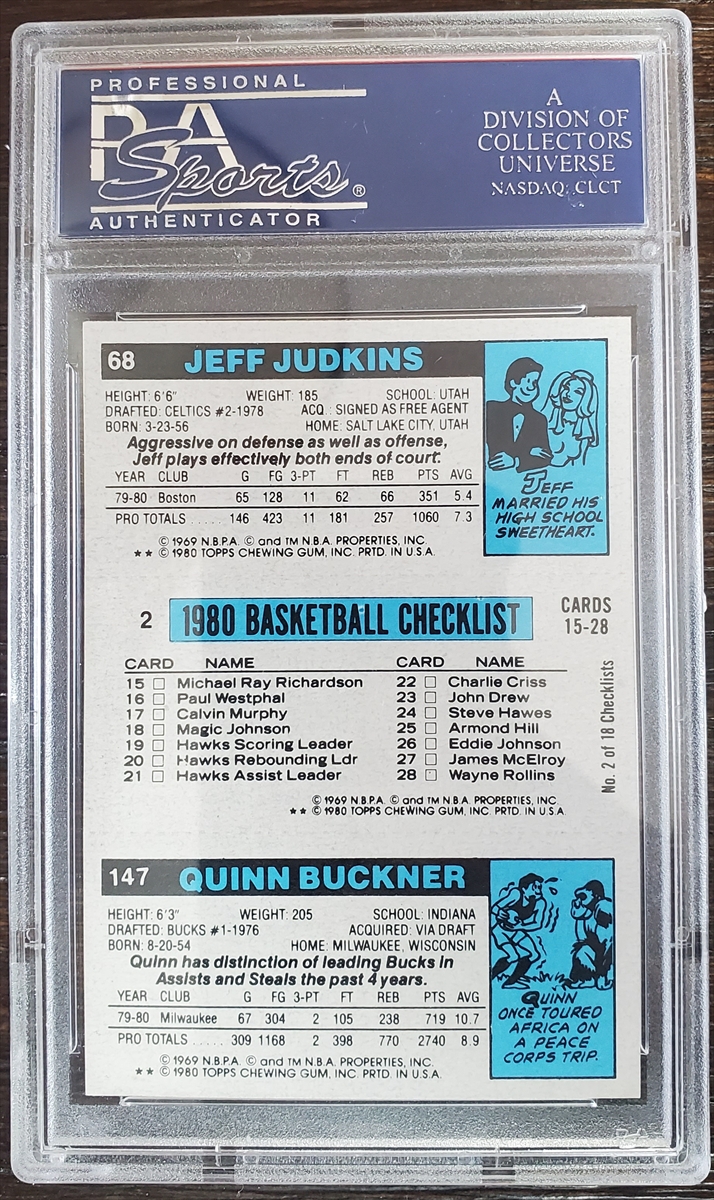 PROFESSIONAL
PSA
Sports®
AUTHENTICATOR
A
DIVISION OF
COLLECTORS
UNIVERSE
NASDAQ: CLCT
68 JEFF JUDKINS
HEIGHT: 6'6" WEIGHT: 185 SCHOOL: UTAH
DRAFTED: CELTICS #2-1978 ACQ.: SIGNED AS FREE AGENT
BORN: 3-23-56 HOME: SALT LAKE CITY, UTAH
Aggressive on defense as well as offense,
Jeff plays effectively both ends of court.
YEAR CLUB G FG 3-PT FT REB PTS AVG
79-80 Boston 65 128 11 62 66 351 5.4
PRO TOTALS ..... 146 423 11 181 257 1060 7.3
© 1969 N.B.P.A. © and TM N.B.A. PROPERTIES, INC.
★★ © 1980 TOPPS CHEWING GUM, INC. PRTD. IN U.S.A.
JEFF
MARRIED HIS
HIGH SCHOOL
SWEETHEART.
2 1980 BASKETBALL CHECKLIST CARDS
15-28
CARD NAME CARD NAME
15 □ Michael Ray Richardson 22 □ Charlie Criss
16 □ Paul Westphal 23 □ John Drew
17 □ Calvin Murphy 24 □ Steve Hawes
18 □ Magic Johnson 25 □ Armond Hill
19 □ Hawks Scoring Leader 26 □ Eddie Johnson
20 □ Hawks Rebounding Ldr 27 □ James McElroy
21 □ Hawks Assist Leader 28 □ Wayne Rollins
No. 2 of 18 Checklists
© 1969 N.B.P.A. © and TM N.B.A. PROPERTIES, INC.
★★ © 1980 TOPPS CHEWING GUM, INC. PRTD. IN U.S.A.
147 QUINN BUCKNER
HEIGHT: 6'3" WEIGHT: 205 SCHOOL: INDIANA
DRAFTED: BUCKS #1-1976 ACQUIRED: VIA DRAFT
BORN: 8-20-54 HOME: MILWAUKEE, WISCONSIN
Quinn has distinction of leading Bucks in
Assists and Steals the past 4 years.
YEAR CLUB G FG 3-PT FT REB PTS AVG
79-80 Milwaukee 67 304 2 105 238 719 10.7
PRO TOTALS ..... 309 1168 2 398 770 2740 8.9
© 1969 N.B.P.A. © and TM N.B.A. PROPERTIES, INC.
★★ © 1980 TOPPS CHEWING GUM, INC. PRTD. IN U.S.A.
QUINN
ONCE TOURED
AFRICA ON
A PEACE
CORPS TRIP.